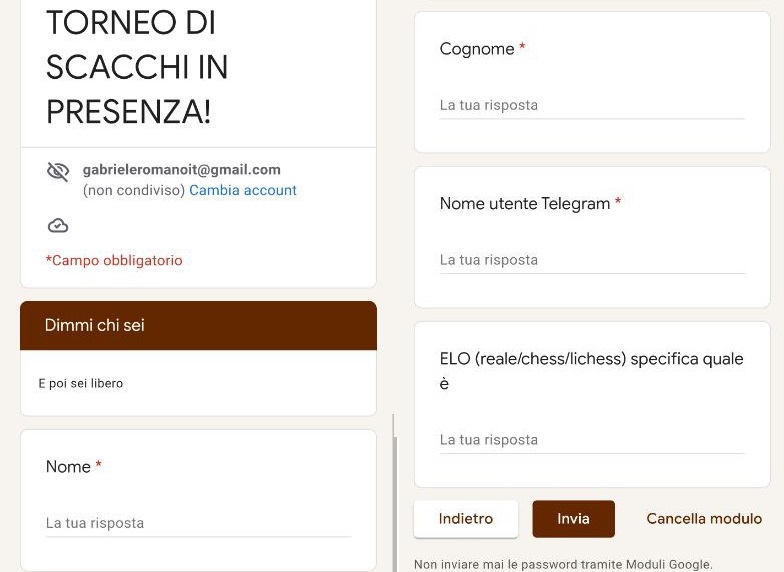 TORNEO DI
SCACCHI IN
PRESENZA!
gabrieleromanoit@gmail.com
(non condiviso) Cambia account
*Campo obbligatorio
Dimmi chi sei
E poi sei libero
Nome *
La tua risposta
Cognome *
La tua risposta
Nome utente Telegram *
La tua risposta
ELO (reale/chess/lichess) specifica quale
è
La tua risposta
Indietro
Invia
Cancella modulo
Non inviare mai le password tramite Moduli Google.